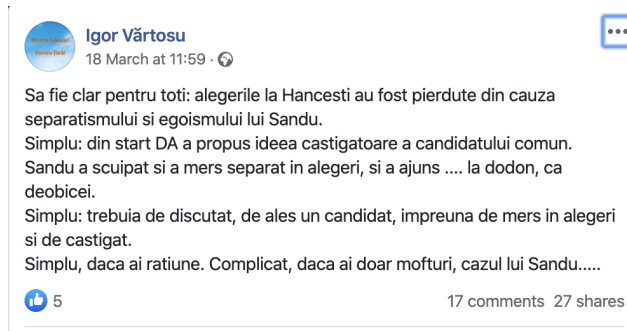 Igor Vărtosu
18 March at 11:59 ·
Sa fie clar pentru toti: alegerile la Hancesti au fost pierdute din cauza
separatismului si egoismului lui Sandu.
Simplu: din start DA a propus ideea castigatoare a candidatului comun.
Sandu a scuipat si a mers separat in alegeri, si a ajuns .... la dodon, ca
deobicei.
Simplu: trebuia de discutat, de ales un candidat, impreuna de mers in alegeri
si de castigat.
Simplu, daca ai ratiune. Complicat, daca ai doar mofturi, cazul lui Sandu.....
5
17 comments 27 shares